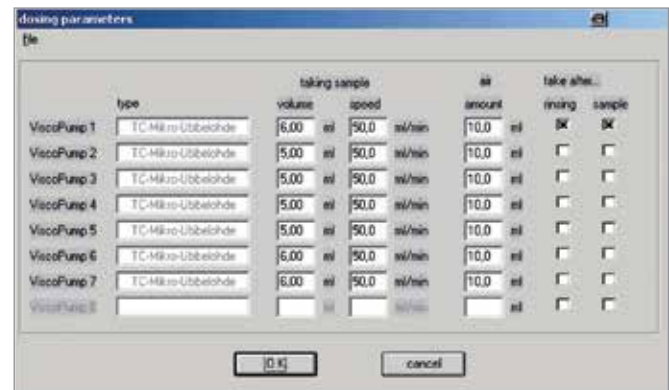 dosing parameters
file
taking sample air take after...
type volume speed amount rinsing sample
ViscoPump 1 TC-Mikro-Ubbelohde 6,00 ml 50,0 ml/min 10,0 ml
ViscoPump 2 TC-Mikro-Ubbelohde 5,00 ml 50,0 ml/min 10,0 ml
ViscoPump 3 TC-Mikro-Ubbelohde 5,00 ml 50,0 ml/min 10,0 ml
ViscoPump 4 TC-Mikro-Ubbelohde 5,00 ml 50,0 ml/min 10,0 ml
ViscoPump 5 TC-Mikro-Ubbelohde 5,00 ml 50,0 ml/min 10,0 ml
ViscoPump 6 TC-Mikro-Ubbelohde 6,00 ml 50,0 ml/min 10,0 ml
ViscoPump 7 TC-Mikro-Ubbelohde 6,00 ml 50,0 ml/min 10,0 ml
ViscoPump 8 ml ml/min ml
OK cancel